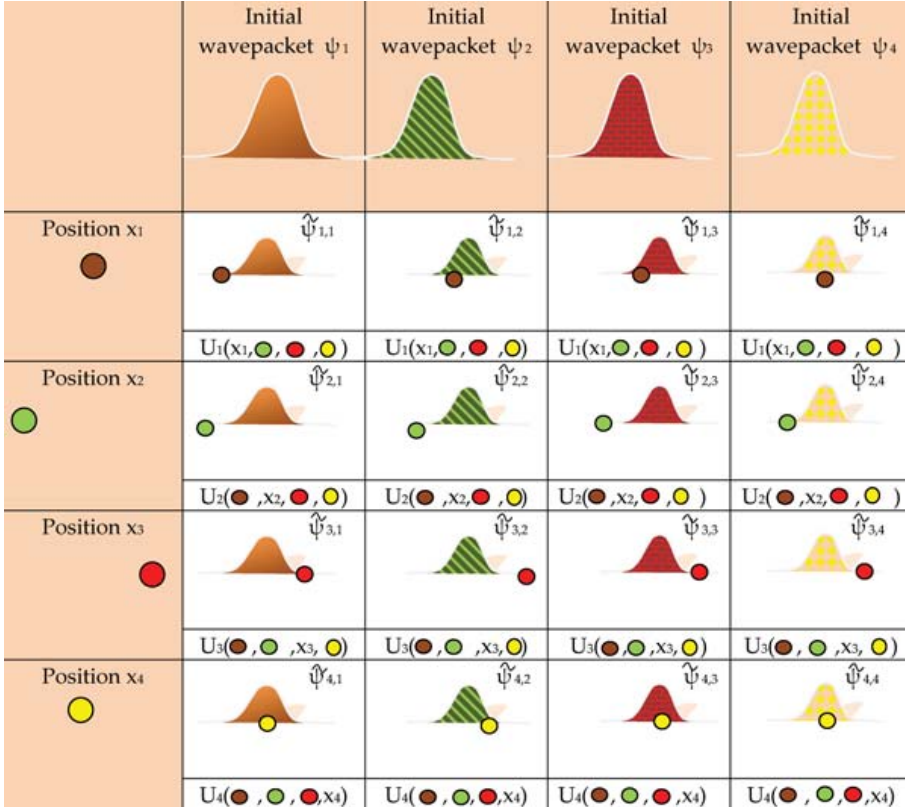 Initial wavepacket ψ1
Initial wavepacket ψ2
Initial wavepacket ψ3
Initial wavepacket ψ4
Position x1
ψ̃1,1
ψ̃1,2
ψ̃1,3
ψ̃1,4
U1(x1, , , )
U1(x1, , , )
U1(x1, , , )
U1(x1, , , )
Position x2
ψ̃2,1
ψ̃2,2
ψ̃2,3
ψ̃2,4
U2( ,x2, , )
U2( ,x2, , )
U2( ,x2, , )
U2( ,x2, , )
Position x3
ψ̃3,1
ψ̃3,2
ψ̃3,3
ψ̃3,4
U3( , ,x3, )
U3( , ,x3, )
U3( , ,x3, )
U3( , ,x3, )
Position x4
ψ̃4,1
ψ̃4,2
ψ̃4,3
ψ̃4,4
U4( , , ,x4)
U4( , , ,x4)
U4( , , ,x4)
U4( , , ,x4)